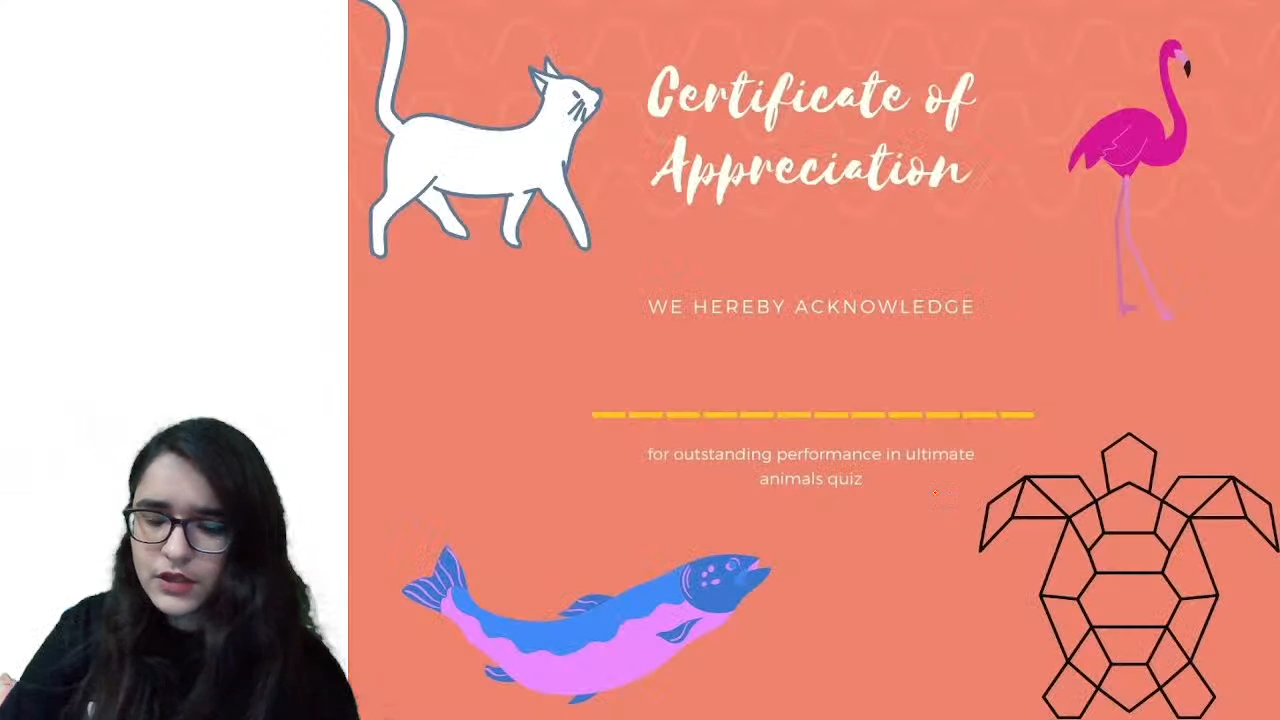 Certificate of
Appreciation
WE HEREBY ACKNOWLEDGE
for outstanding performance in ultimate
animals quiz